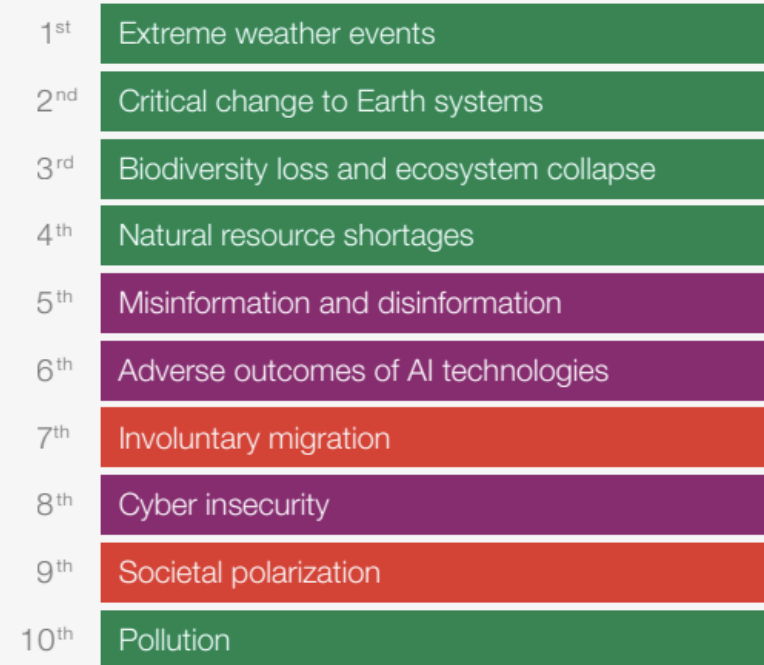 1st Extreme weather events
2nd Critical change to Earth systems
3rd Biodiversity loss and ecosystem collapse
4th Natural resource shortages
5th Misinformation and disinformation
6th Adverse outcomes of AI technologies
7th Involuntary migration
8th Cyber insecurity
9th Societal polarization
10th Pollution